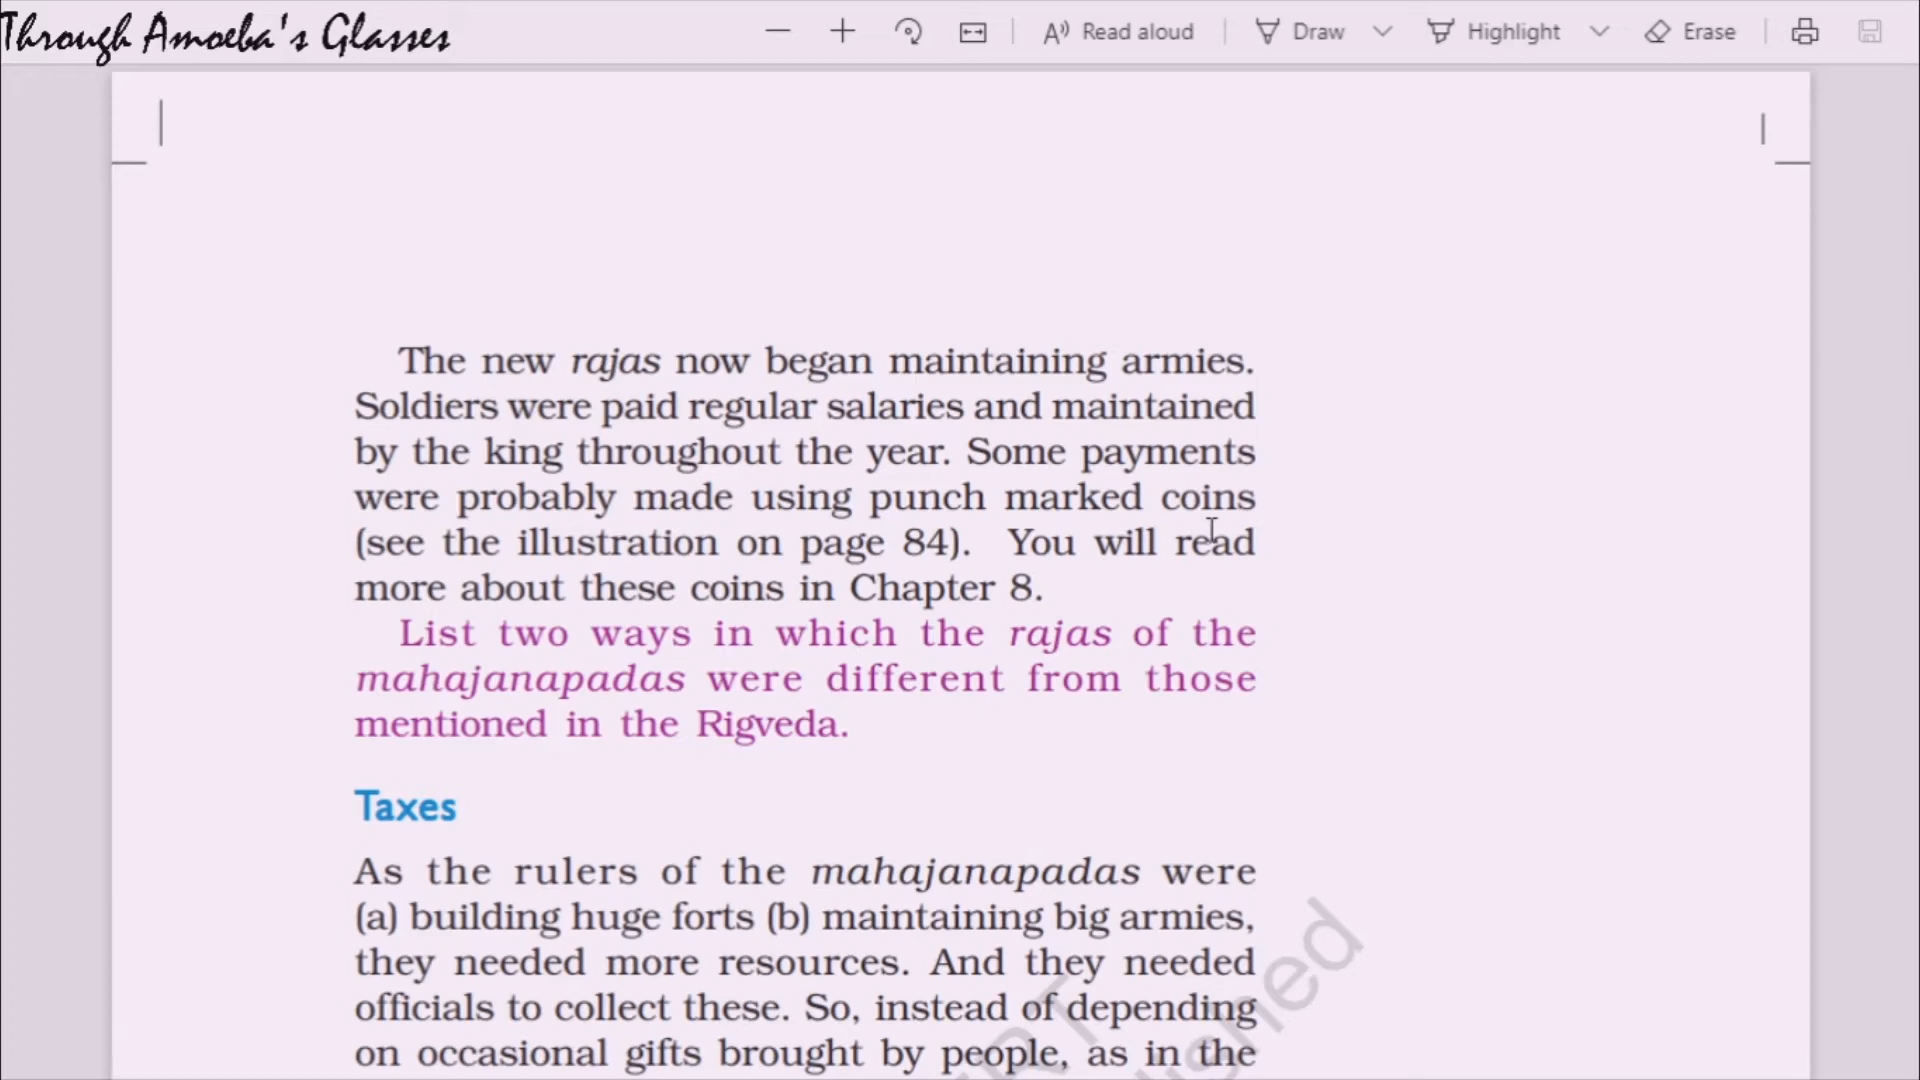 Through Amoeba's Glasses
Read aloud
Draw
Highlight
Erase
The new rajas now began maintaining armies.
Soldiers were paid regular salaries and maintained
by the king throughout the year. Some payments
were probably made using punch marked coins
(see the illustration on page 84). You will read
more about these coins in Chapter 8.
List two ways in which the rajas of the
mahajanapadas were different from those
mentioned in the Rigveda.
Taxes
As the rulers of the mahajanapadas were
(a) building huge forts (b) maintaining big armies,
they needed more resources. And they needed
officials to collect these. So, instead of depending
on occasional gifts brought by people, as in the